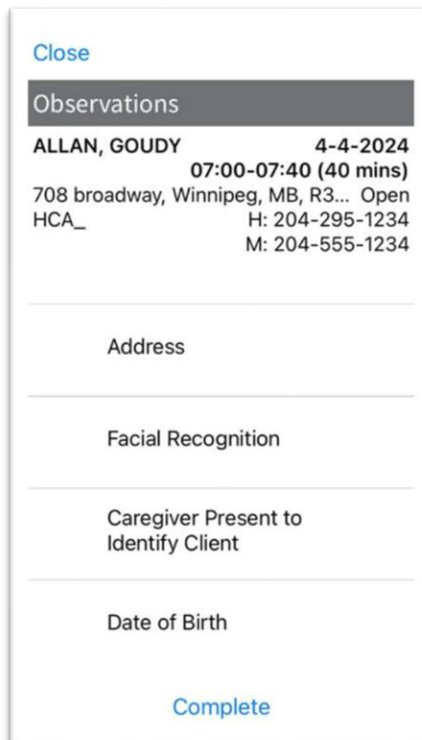 Close
Observations
ALLAN, GOUDY 4-4-2024
07:00-07:40 (40 mins)
708 broadway, Winnipeg, MB, R3... Open
HCA_ H: 204-295-1234
M: 204-555-1234
Address
Facial Recognition
Caregiver Present to
Identify Client
Date of Birth
Complete